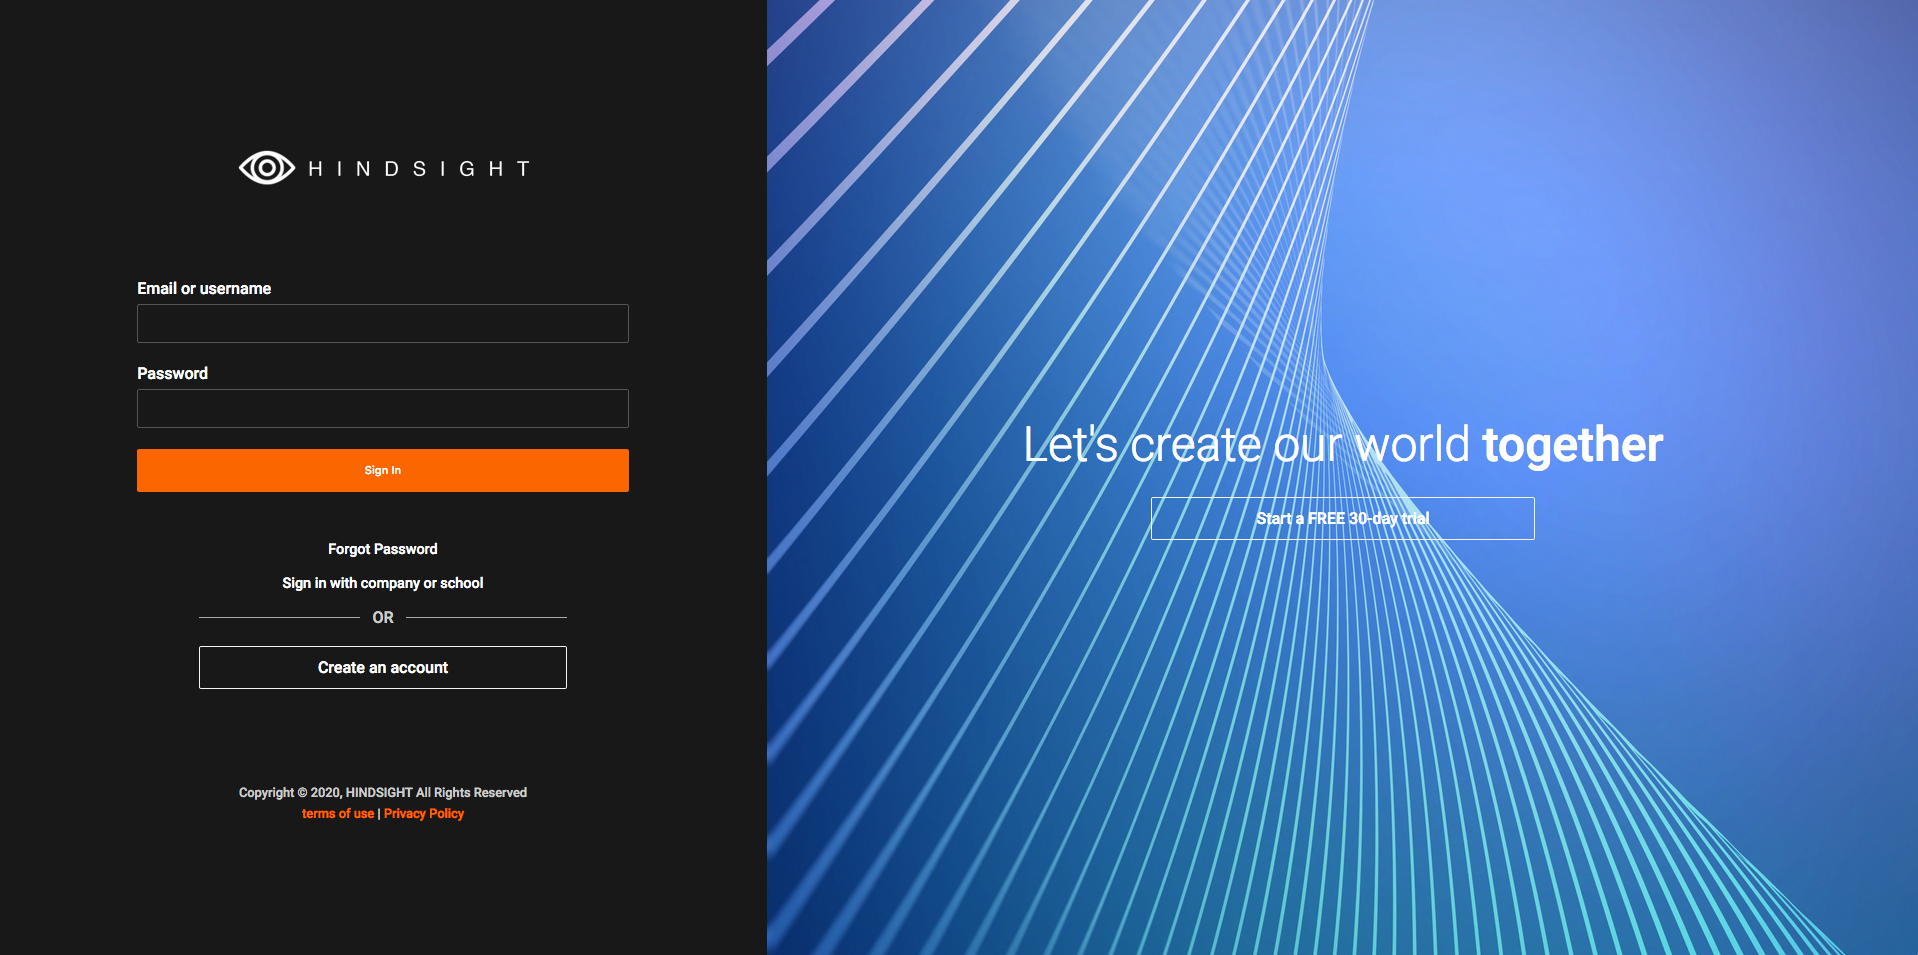 HINDSIGHT
Email or username
Password
Sign In
Forgot Password
Sign in with company or school
OR
Create an account
Copyright © 2020, HINDSIGHT All Rights Reserved
terms of use | Privacy Policy
Let's create our world together
Start a FREE 30-day trial